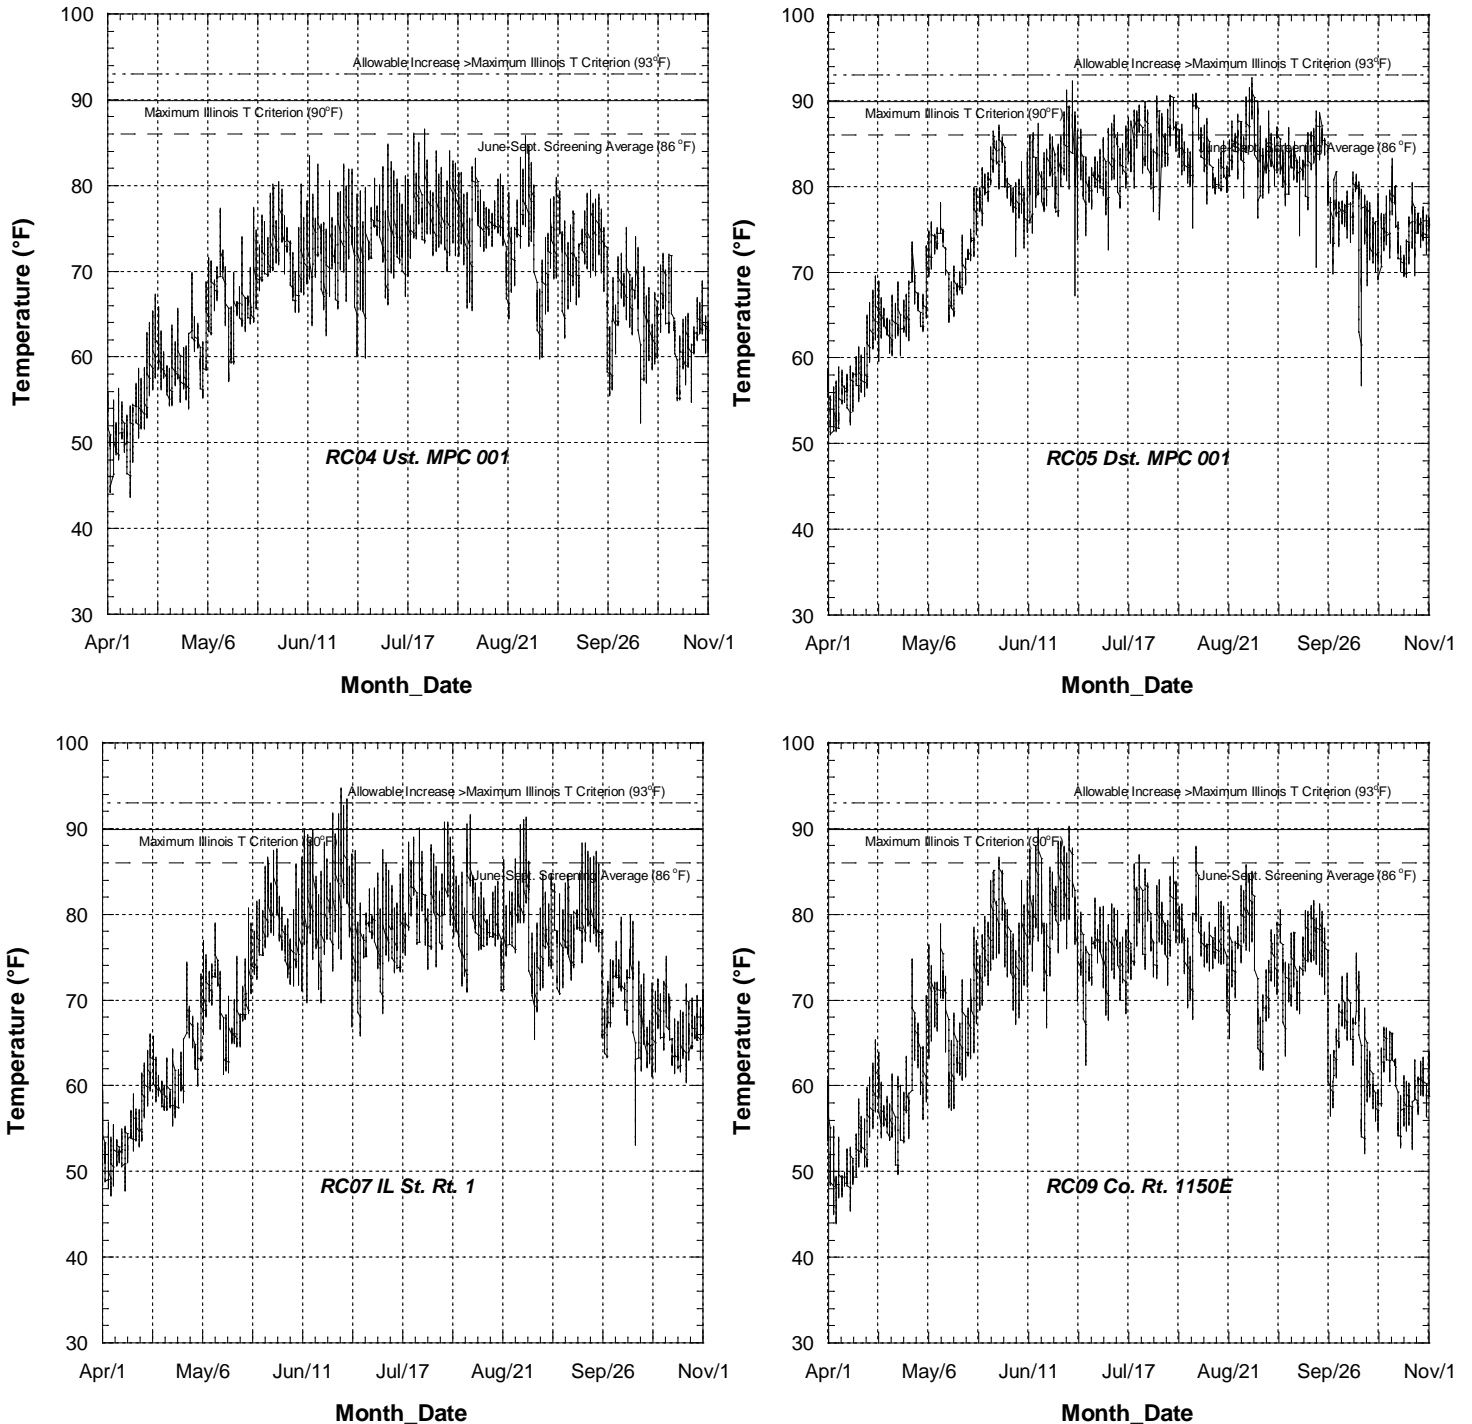 100
90
80
70
60
50
40
30
Temperature (°F)
Allowable Increase >Maximum Illinois T Criterion (93°F)
Maximum Illinois T Criterion (90°F)
June-Sept. Screening Average (86 °F)
RC04 Ust. MPC 001
Apr/1 May/6 Jun/11 Jul/17 Aug/21 Sep/26 Nov/1
Month_Date
100
90
80
70
60
50
40
30
Temperature (°F)
Allowable Increase >Maximum Illinois T Criterion (93°F)
Maximum Illinois T Criterion (90°F)
June-Sept. Screening Average (86 °F)
RC05 Dst. MPC 001
Apr/1 May/6 Jun/11 Jul/17 Aug/21 Sep/26 Nov/1
Month_Date
100
90
80
70
60
50
40
30
Temperature (°F)
Allowable Increase >Maximum Illinois T Criterion (93°F)
Maximum Illinois T Criterion (90°F)
June-Sept. Screening Average (86 °F)
RC07 IL St. Rt. 1
Apr/1 May/6 Jun/11 Jul/17 Aug/21 Sep/26 Nov/1
Month_Date
100
90
80
70
60
50
40
30
Temperature (°F)
Allowable Increase >Maximum Illinois T Criterion (93°F)
Maximum Illinois T Criterion (90°F)
June-Sept. Screening Average (86 °F)
RC09 Co. Rt. 1150E
Apr/1 May/6 Jun/11 Jul/17 Aug/21 Sep/26 Nov/1
Month_Date